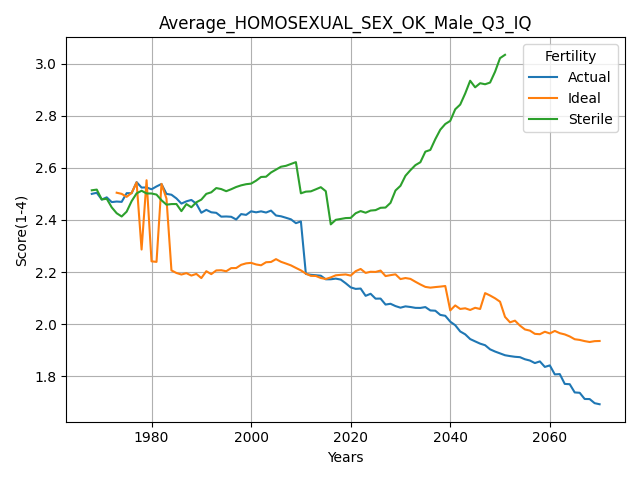 Average_HOMOSEXUAL_SEX_OK_Male_Q3_IQ
Score(1-4)
3.0
2.8
2.6
2.4
2.2
2.0
1.8
Fertility
Actual
Ideal
Sterile
1980 2000 2020 2040 2060
Years